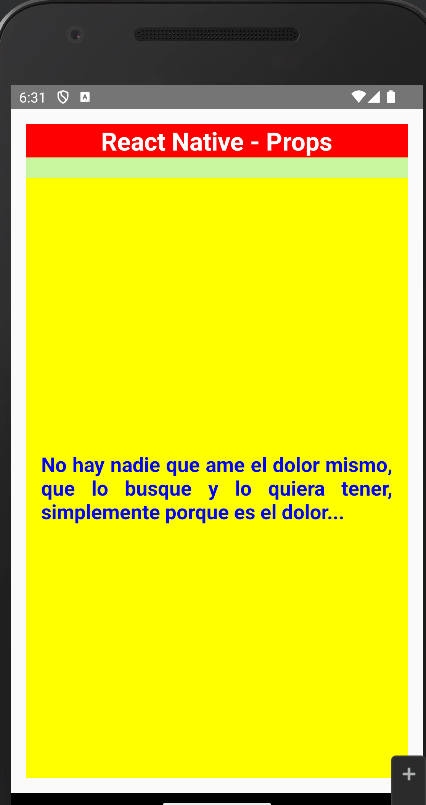 6:31
A
React Native - Props
No hay nadie que ame el dolor mismo,
que lo busque y lo quiera tener,
simplemente porque es el dolor...
+